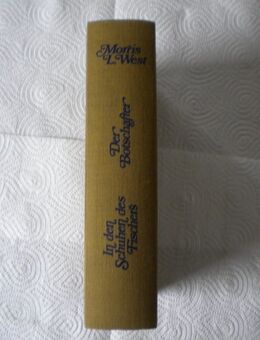 Morris
L. West
Der
Botschafter
In den
Schuhen des
Fischers